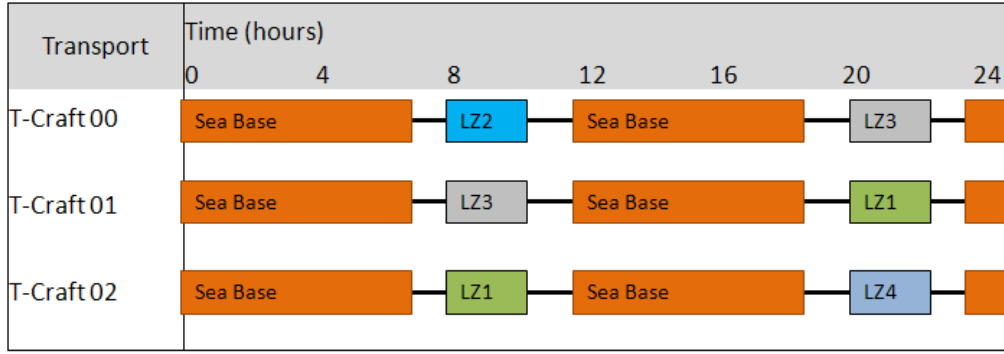 Transport
Time (hours)
0 4 8 12 16 20 24
T-Craft 00 Sea Base LZ2 Sea Base LZ3
T-Craft 01 Sea Base LZ3 Sea Base LZ1
T-Craft 02 Sea Base LZ1 Sea Base LZ4